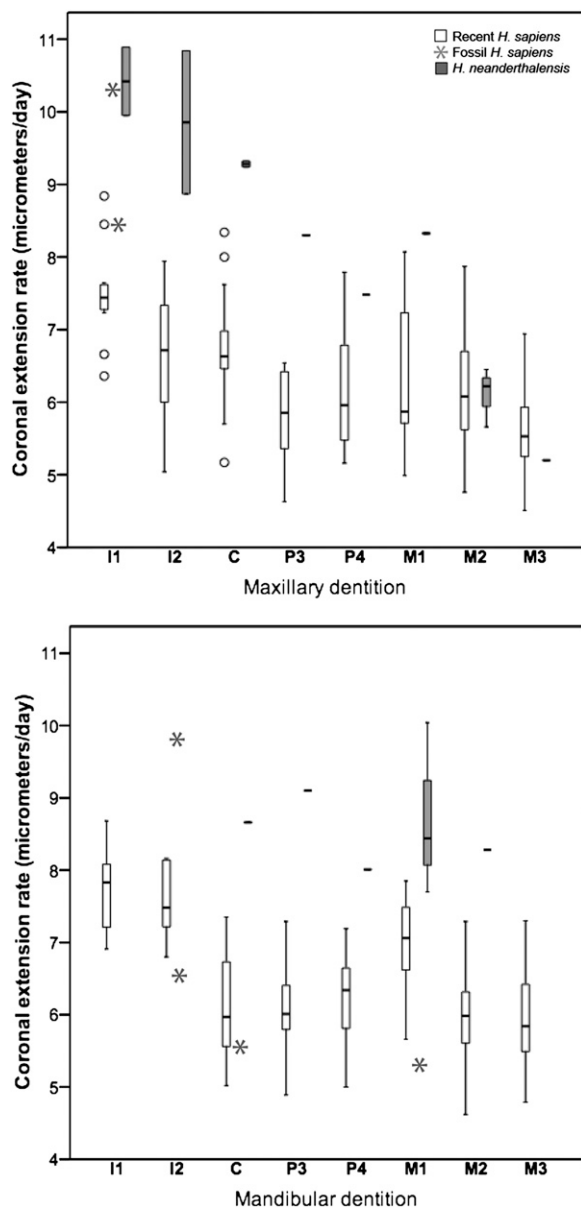 Recent H. sapiens
Fossil H. sapiens
H. neanderthalensis
Coronal extension rate (micrometers/day)
11
10
9
8
7
6
5
4
I1 I2 C P3 P4 M1 M2 M3
Maxillary dentition
Coronal extension rate (micrometers/day)
11
10
9
8
7
6
5
4
I1 I2 C P3 P4 M1 M2 M3
Mandibular dentition